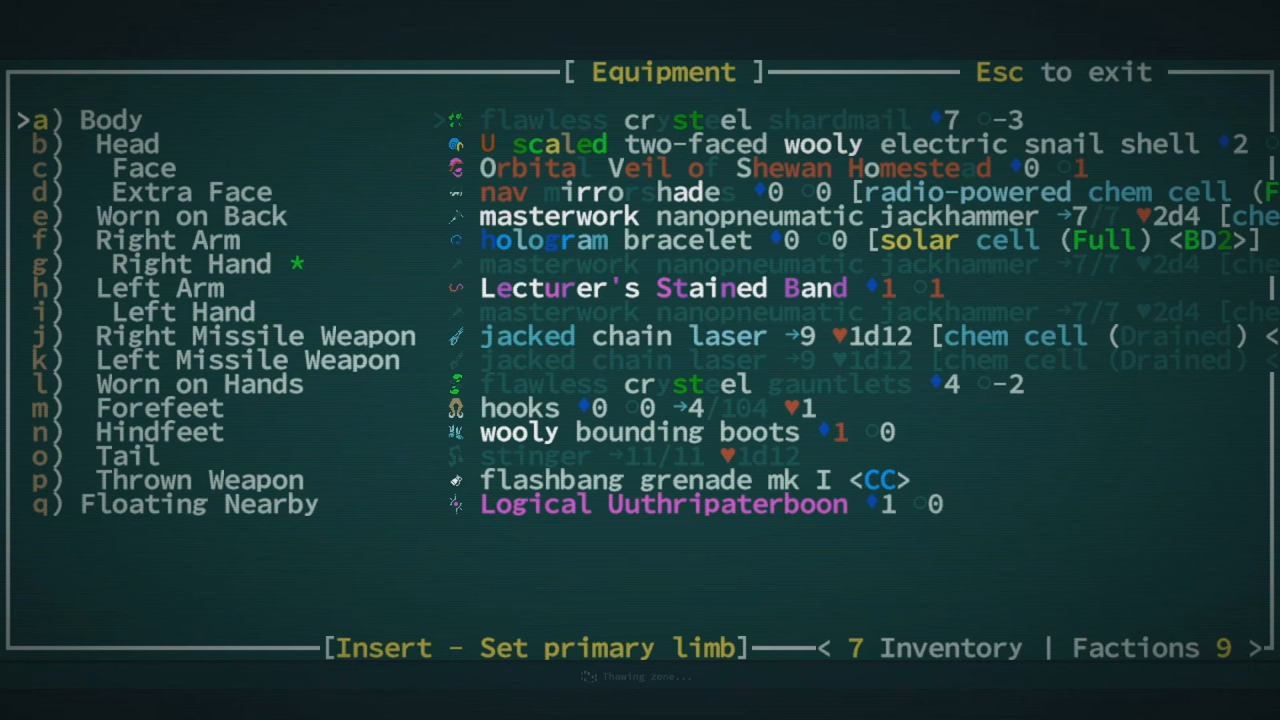 [ Equipment ] Esc to exit
>a) Body > flawless crysteel shardmail ♦7 ○-3
b) Head U scaled two-faced wooly electric snail shell ♦2
c) Face Orbital Veil of Shewan Homestead ♦0 ○1
d) Extra Face nav mirrorshades ♦0 ○0 [radio-powered chem cell (F
e) Worn on Back masterwork nanopneumatic jackhammer →7/7 ♥2d4 [che
f) Right Arm hologram bracelet ♦0 ○0 [solar cell (Full) <BD2>]
g) Right Hand * masterwork nanopneumatic jackhammer →7/7 ♥2d4 [che
h) Left Arm Lecturer's Stained Band ♦1 ○1
i) Left Hand masterwork nanopneumatic jackhammer →7/7 ♥2d4 [che
j) Right Missile Weapon jacked chain laser →9 ♥1d12 [chem cell (Drained) <
k) Left Missile Weapon jacked chain laser →9 ♥1d12 [chem cell (Drained) <
l) Worn on Hands flawless crysteel gauntlets ♦4 ○-2
m) Forefeet hooks ♦0 ○0 →4/104 ♥1
n) Hindfeet wooly bounding boots ♦1 ○0
o) Tail stinger →11/11 ♥1d12
p) Thrown Weapon flashbang grenade mk I <CC>
q) Floating Nearby Logical Uuthripaterboon ♦1 ○0
[Insert - Set primary limb] < 7 Inventory | Factions 9 >
Thawing zone...